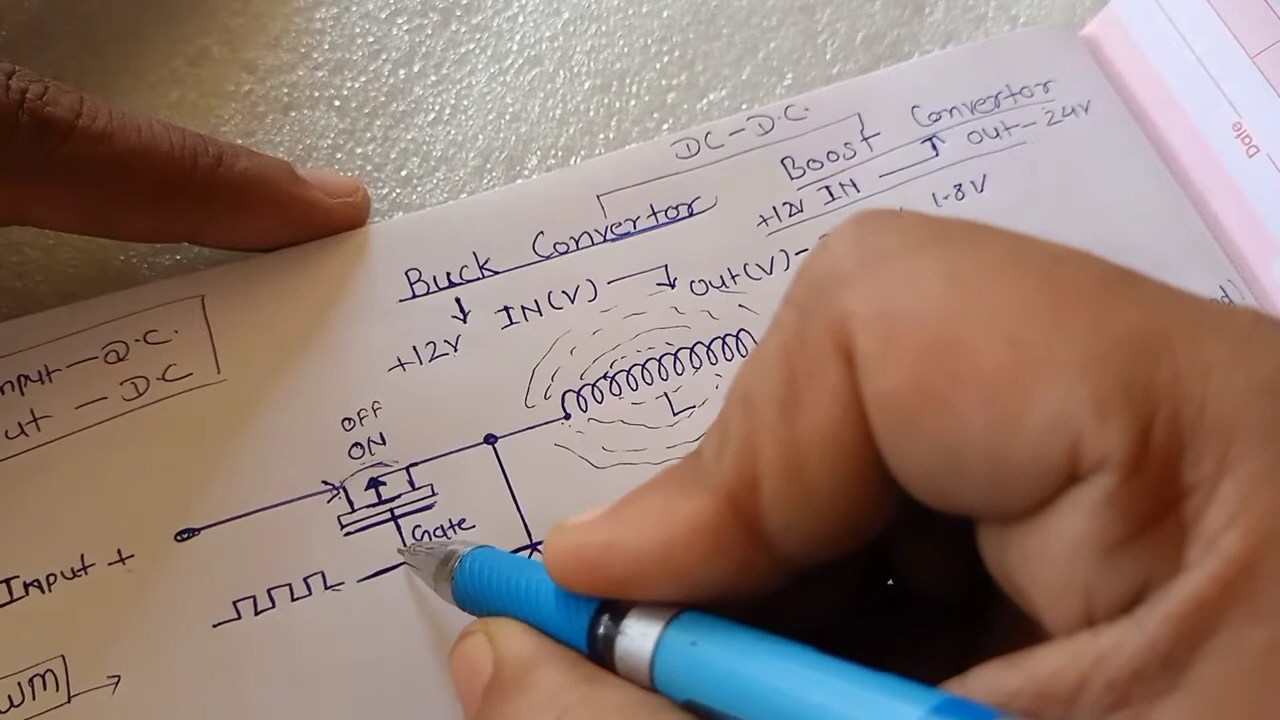 DC-D.C.
Boost Convertor
+12V IN out-24V
1.8V
Buck Convertor
IN(V) out(V)-
+12V
nput-D.C.
ut - DC
OFF
ON
L
Gate
Input +
WM
Date